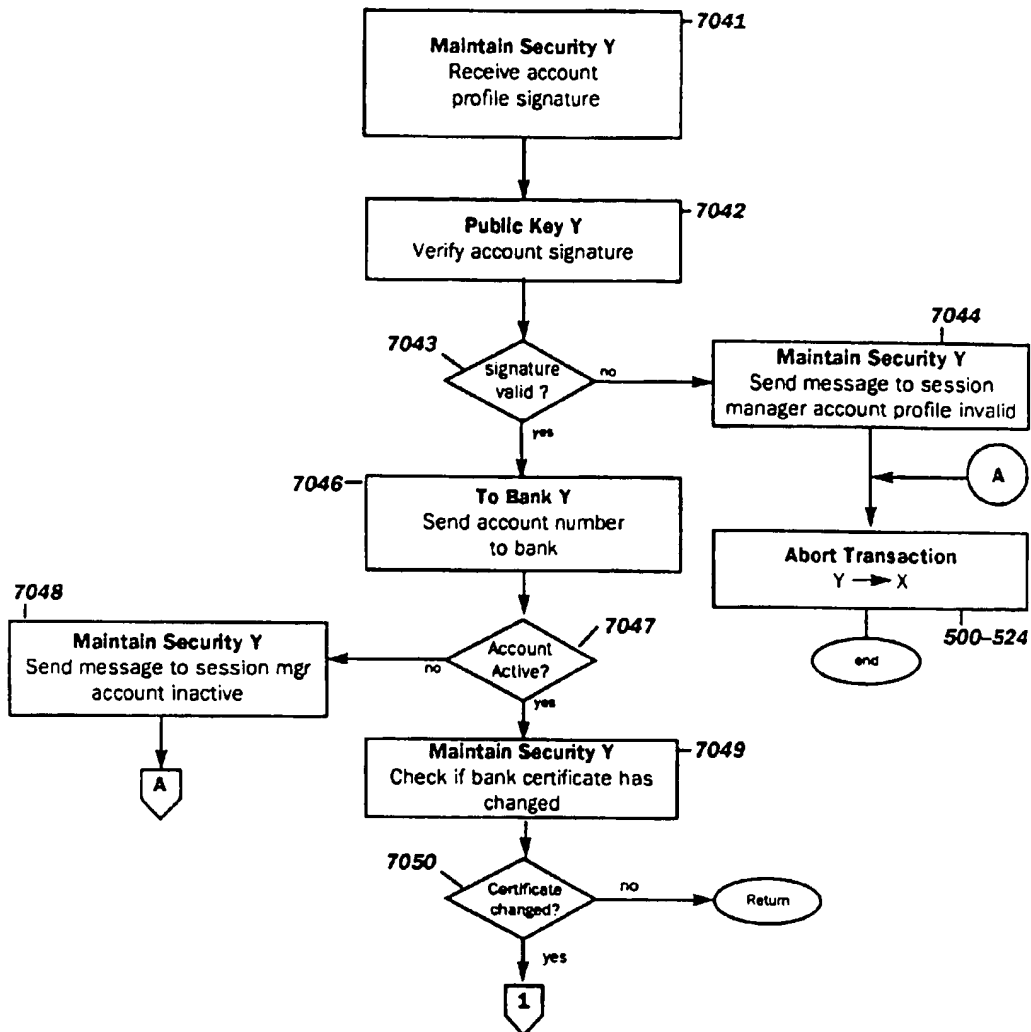 7041
Maintain Security Y
Receive account
profile signature
7042
Public Key Y
Verify account signature
7043
signature
valid ?
no
yes
7044
Maintain Security Y
Send message to session
manager account profile invalid
A
Abort Transaction
Y → X
500–524
end
7046
To Bank Y
Send account number
to bank
7047
Account
Active?
no
yes
7048
Maintain Security Y
Send message to session mgr
account inactive
A
7049
Maintain Security Y
Check if bank certificate has
changed
7050
Certificate
changed?
no
Return
yes
1